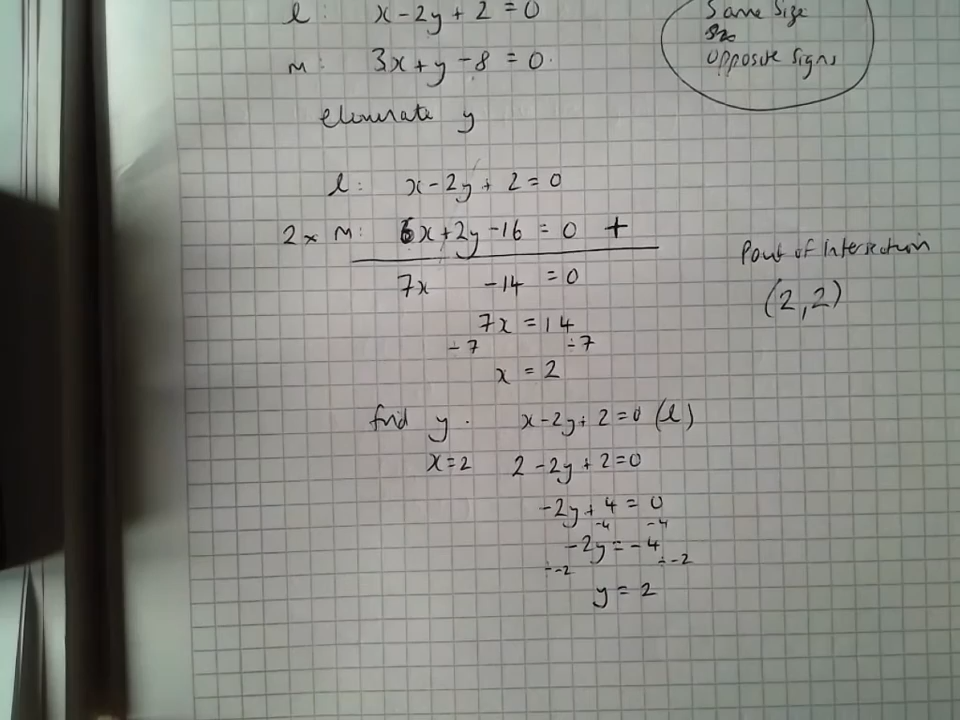 l: x - 2y + 2 = 0
m: 3x + y - 8 = 0.
Same Size
opposite signs
eliminate y
l: x - 2y + 2 = 0
2 × m: 6x + 2y - 16 = 0 +
7x - 14 = 0
7x = 14
÷7 ÷7
x = 2
Point of Intersection
(2,2)
find y. x - 2y + 2 = 0 (l)
x = 2 2 - 2y + 2 = 0
-2y + 4 = 0
-4 -4
-2y = -4
÷-2 ÷-2
y = 2